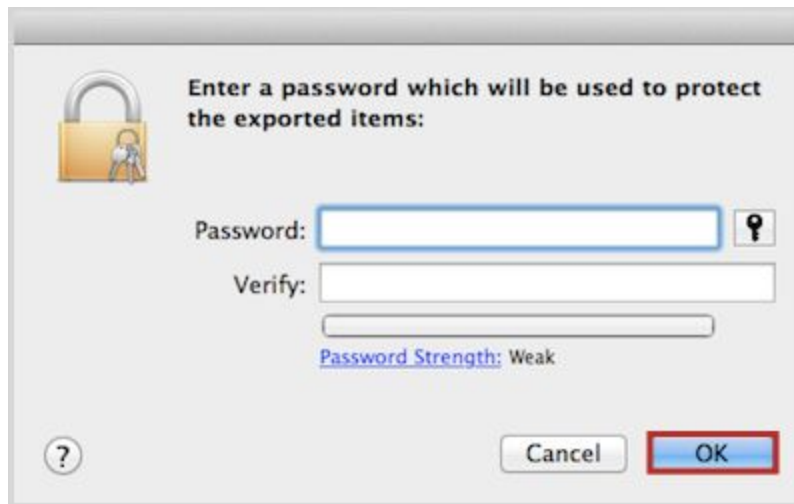 Enter a password which will be used to protect
the exported items:
Password:
Verify:
Password Strength: Weak
?
Cancel
OK